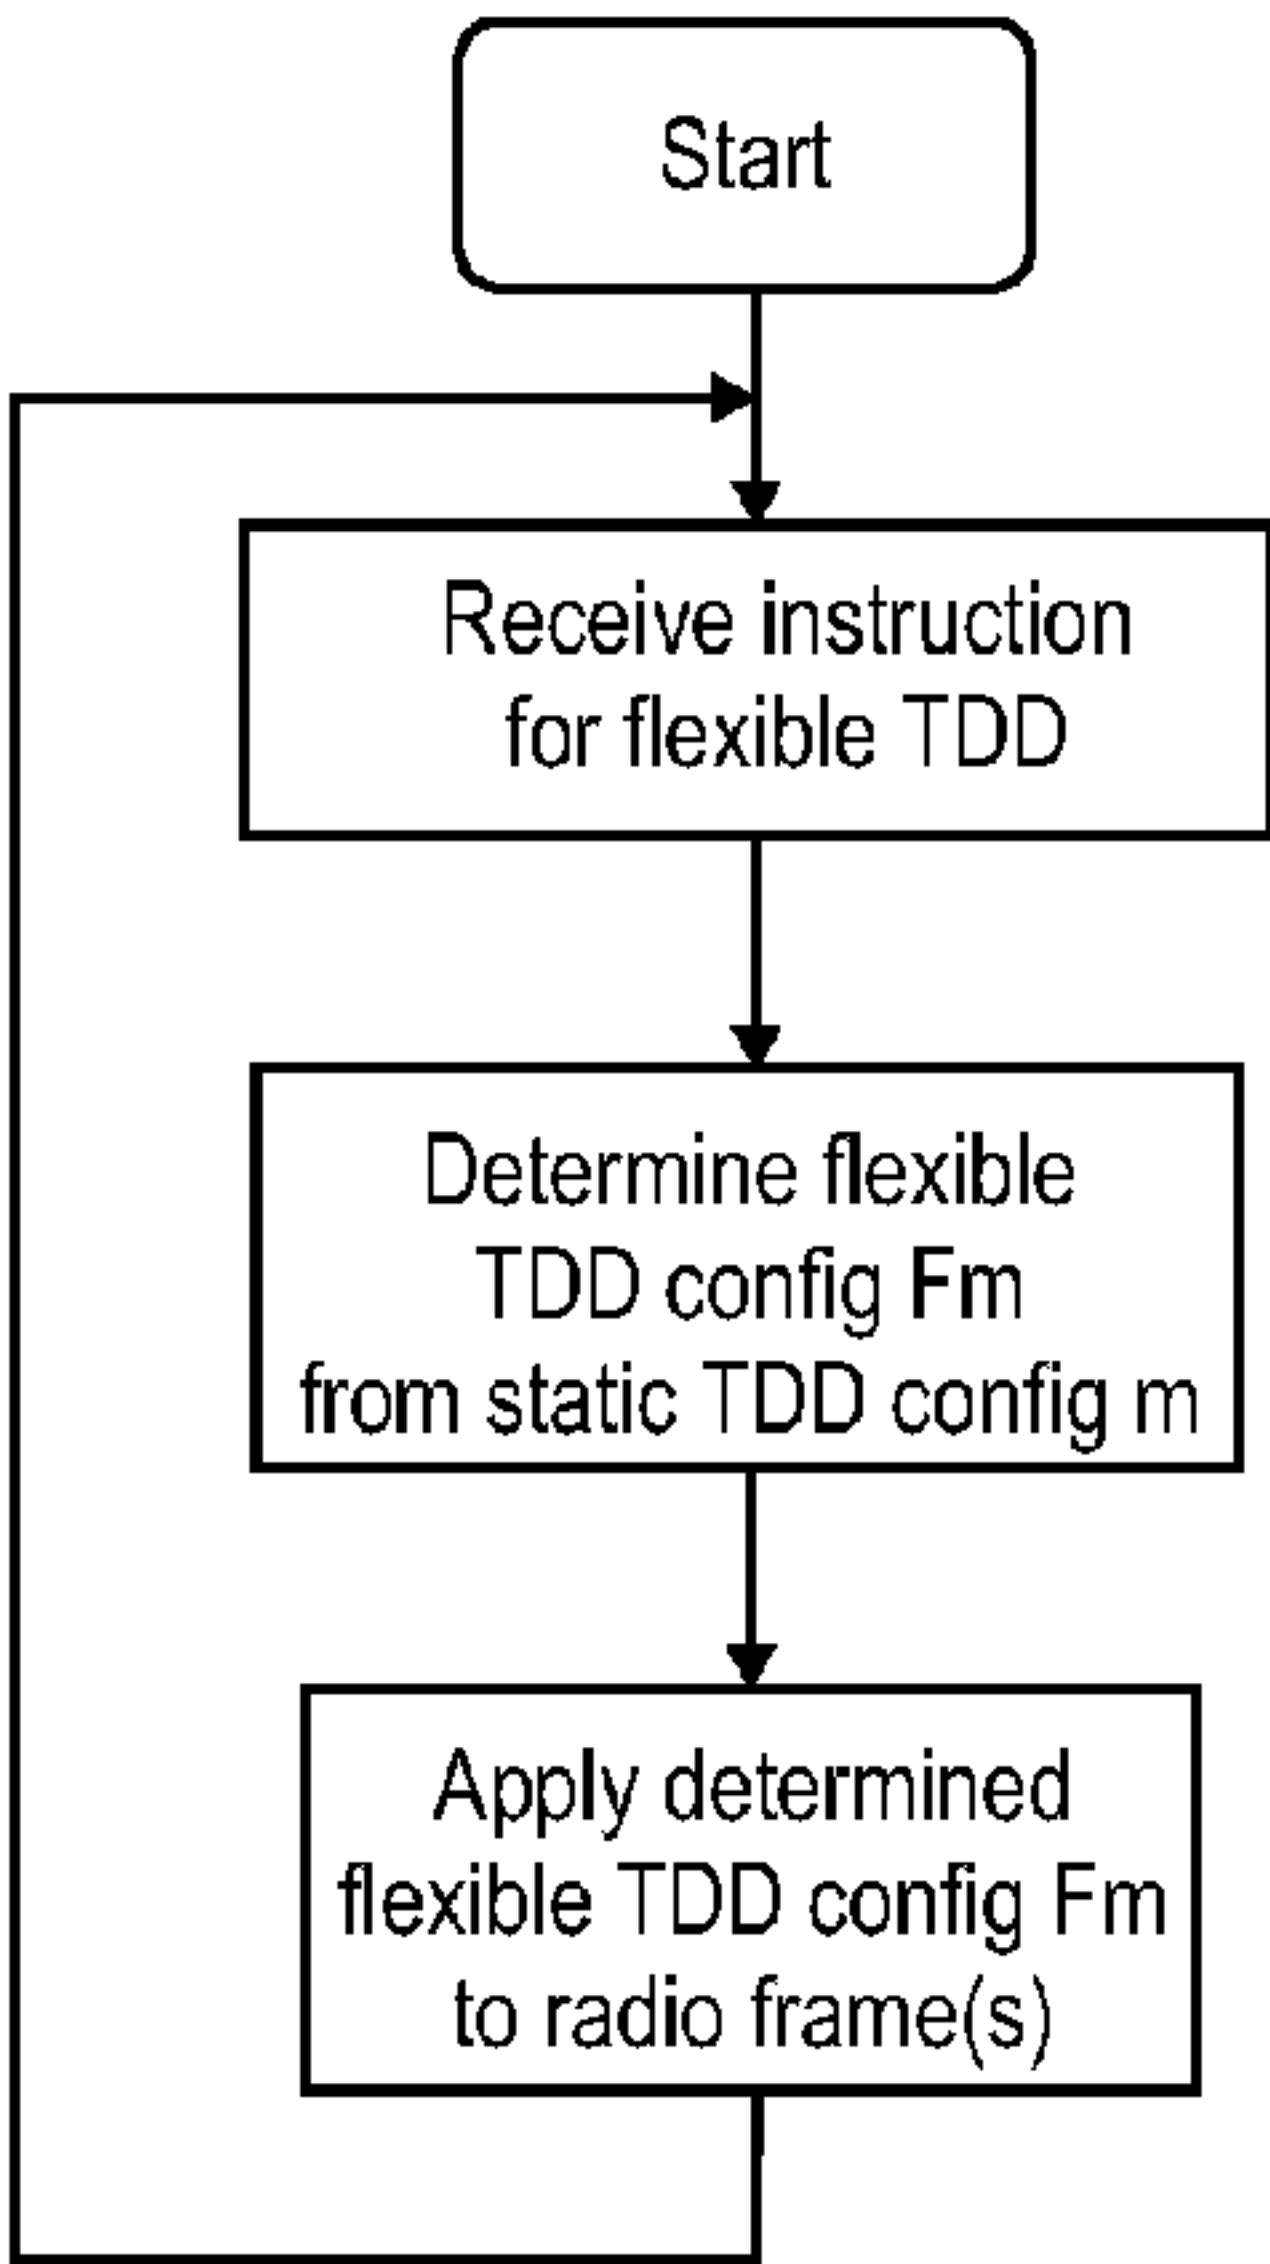 Start
Receive instruction
for flexible TDD
Determine flexible
TDD config Fm
from static TDD config m
Apply determined
flexible TDD config Fm
to radio frame(s)